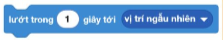 lướt trong 1 giây tới vị trí ngẫu nhiên